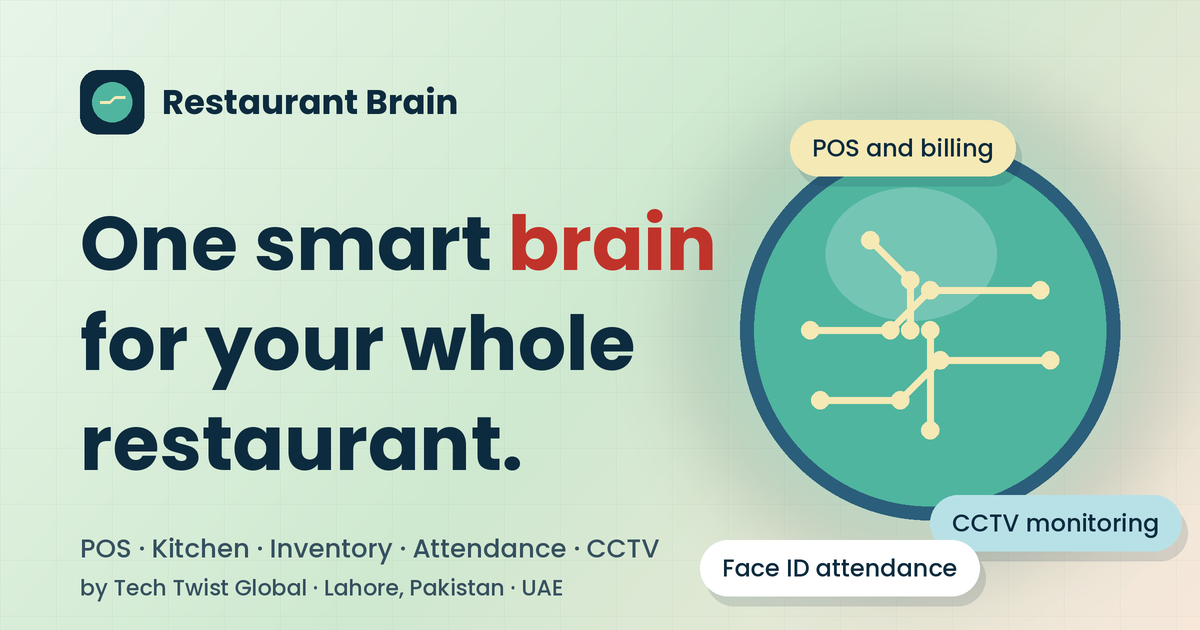 Restaurant Brain
One smart brain
for your whole
restaurant.
POS · Kitchen · Inventory · Attendance · CCTV
by Tech Twist Global · Lahore, Pakistan · UAE
POS and billing
CCTV monitoring
Face ID attendance